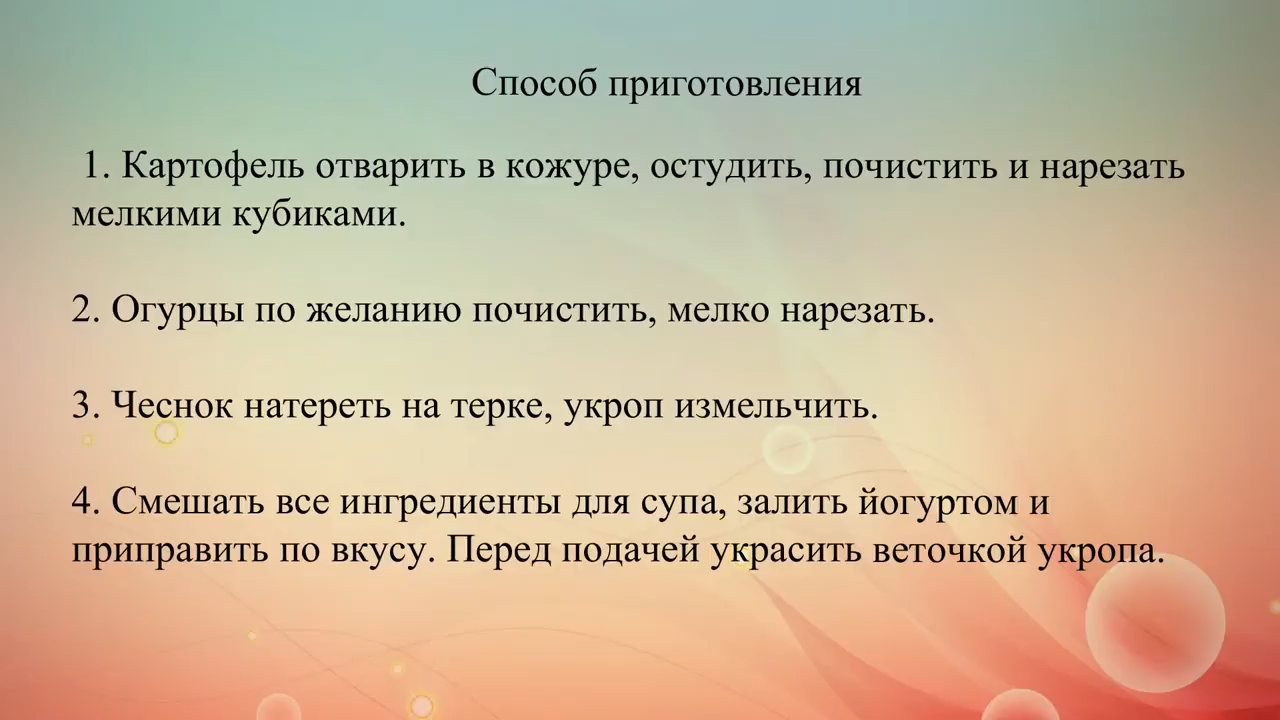 Способ приготовления
1. Картофель отварить в кожуре, остудить, почистить и нарезать
мелкими кубиками.
2. Огурцы по желанию почистить, мелко нарезать.
3. Чеснок натереть на терке, укроп измельчить.
4. Смешать все ингредиенты для супа, залить йогуртом и
приправить по вкусу. Перед подачей украсить веточкой укропа.